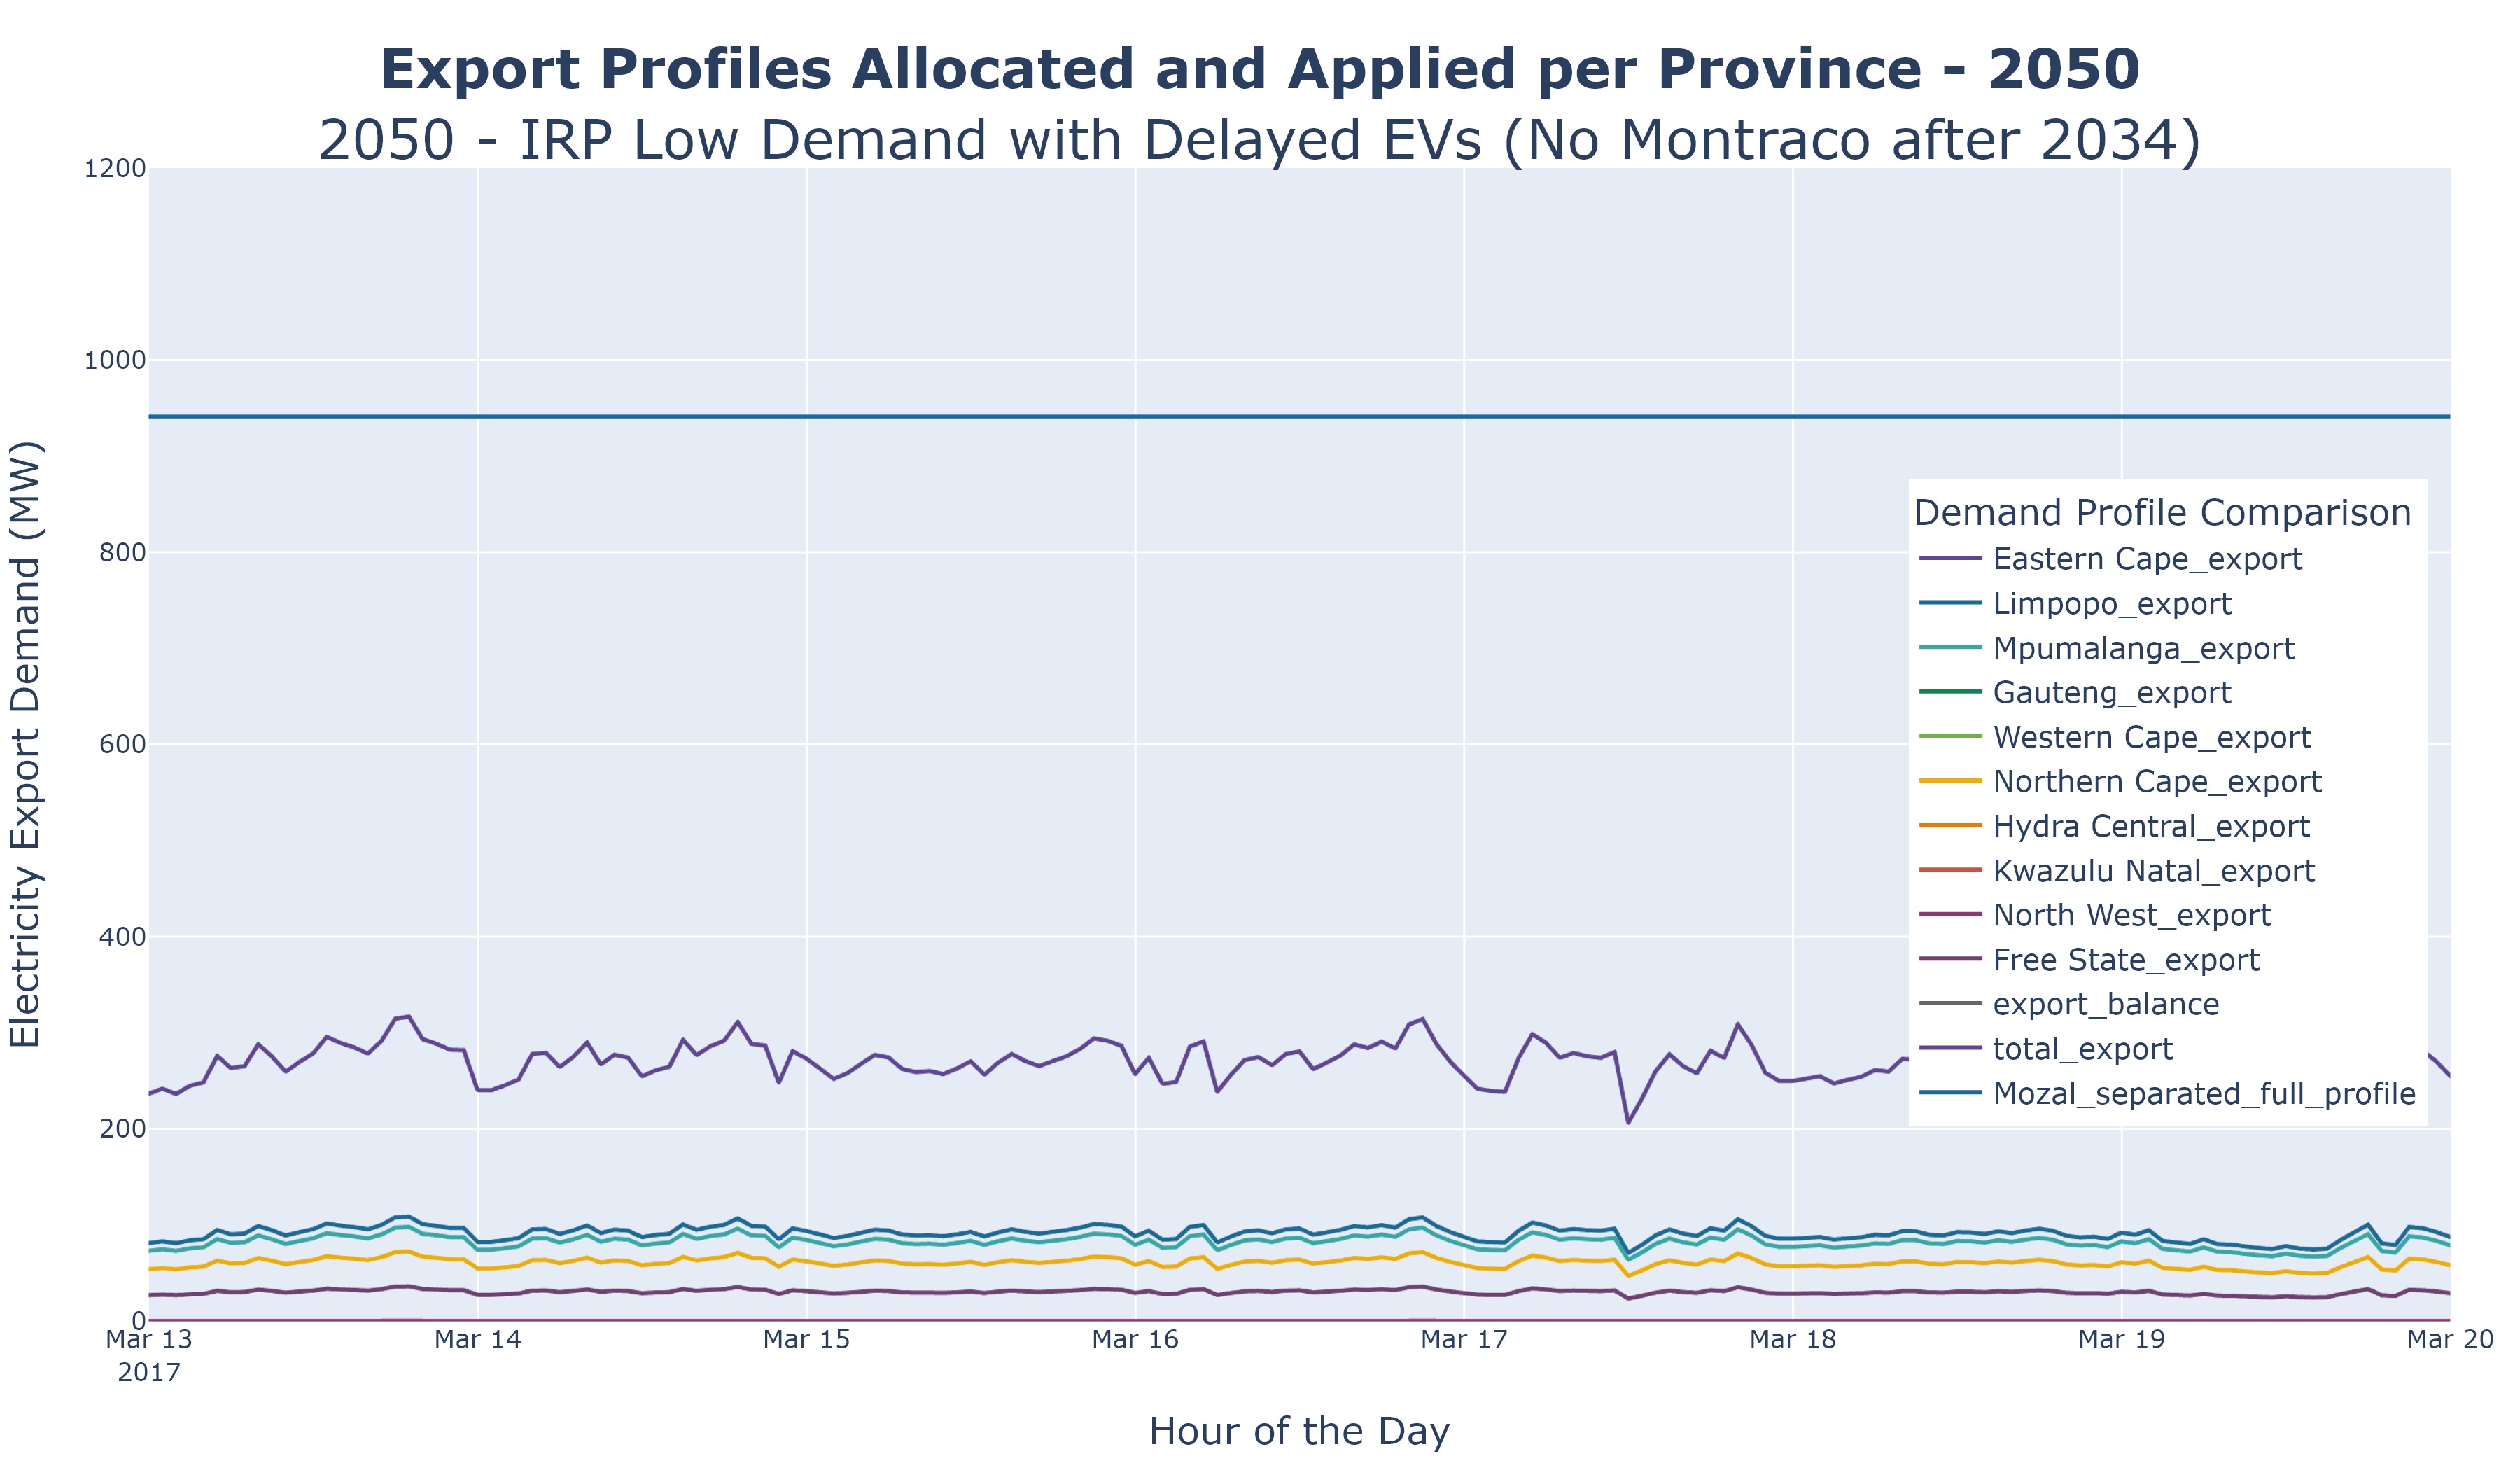 Export Profiles Allocated and Applied per Province - 2050
2050 - IRP Low Demand with Delayed EVs (No Montraco after 2034)
Electricity Export Demand (MW)
1200
1000
800
600
400
200
0
Demand Profile Comparison
Eastern Cape_export
Limpopo_export
Mpumalanga_export
Gauteng_export
Western Cape_export
Northern Cape_export
Hydra Central_export
Kwazulu Natal_export
North West_export
Free State_export
export_balance
total_export
Mozal_separated_full_profile
Mar 13 Mar 14 Mar 15 Mar 16 Mar 17 Mar 18 Mar 19 Mar 20
2017
Hour of the Day